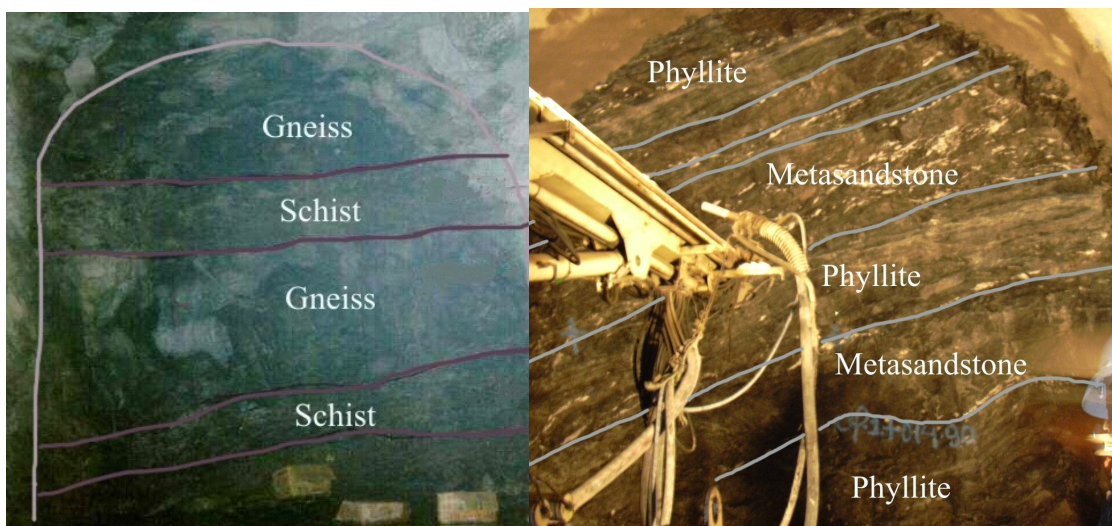 Gneiss
Schist
Gneiss
Schist
Phyllite
Metasandstone
Phyllite
Metasandstone
Phyllite